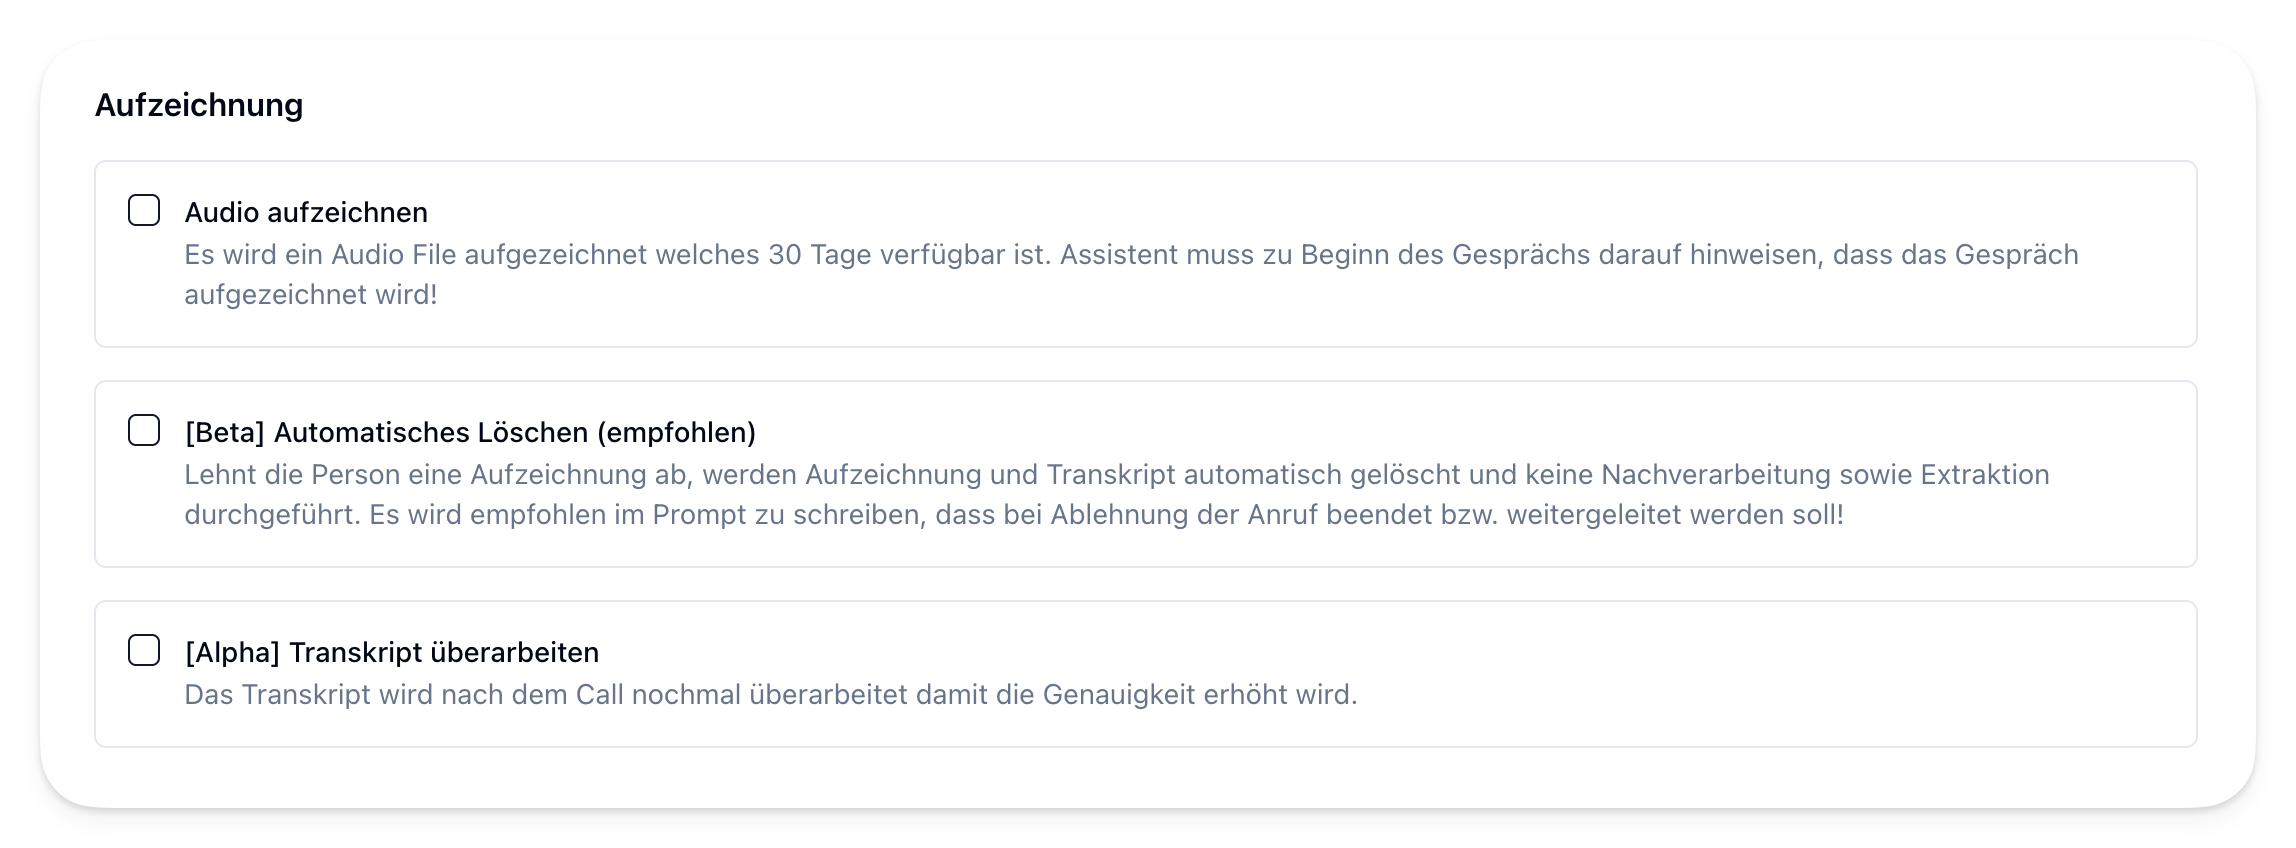 Aufzeichnung
Audio aufzeichnen
Es wird ein Audio File aufgezeichnet welches 30 Tage verfügbar ist. Assistent muss zu Beginn des Gesprächs darauf hinweisen, dass das Gespräch
aufgezeichnet wird!
[Beta] Automatisches Löschen (empfohlen)
Lehnt die Person eine Aufzeichnung ab, werden Aufzeichnung und Transkript automatisch gelöscht und keine Nachverarbeitung sowie Extraktion
durchgeführt. Es wird empfohlen im Prompt zu schreiben, dass bei Ablehnung der Anruf beendet bzw. weitergeleitet werden soll!
[Alpha] Transkript überarbeiten
Das Transkript wird nach dem Call nochmal überarbeitet damit die Genauigkeit erhöht wird.